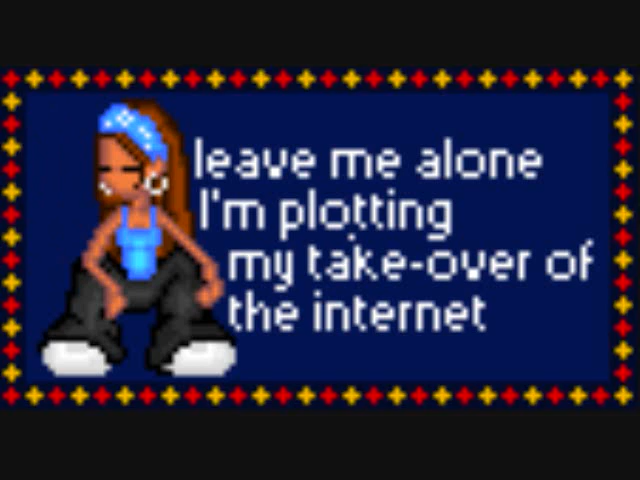 leave me alone
I'm plotting
my take-over of
the internet